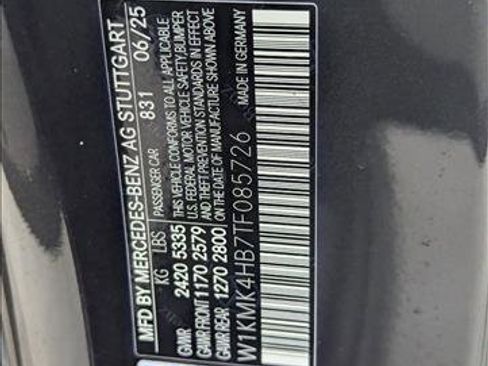 MFD BY MERCEDES-BENZ AG STUTTGART
831 06/25
KG LBS PASSENGER CAR
GVWR 2420 5335 THIS VEHICLE CONFORMS TO ALL APPLICABLE
U.S. FEDERAL MOTOR VEHICLE SAFETY BUMPER
GAWR FRONT 1170 2579 AND THEFT PREVENTION STANDARDS IN EFFECT
GAWR REAR 1270 2800 ON THE DATE OF MANUFACTURE SHOWN ABOVE
W1KMK4HB7TF085726 MADE IN GERMANY